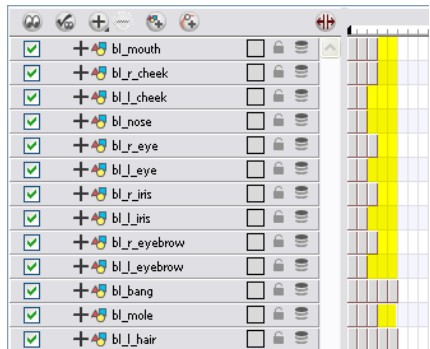 bl_mouth
bl_r_cheek
bl_l_cheek
bl_nose
bl_r_eye
bl_l_eye
bl_r_iris
bl_l_iris
bl_r_eyebrow
bl_l_eyebrow
bl_bang
bl_mole
bl_l_hair